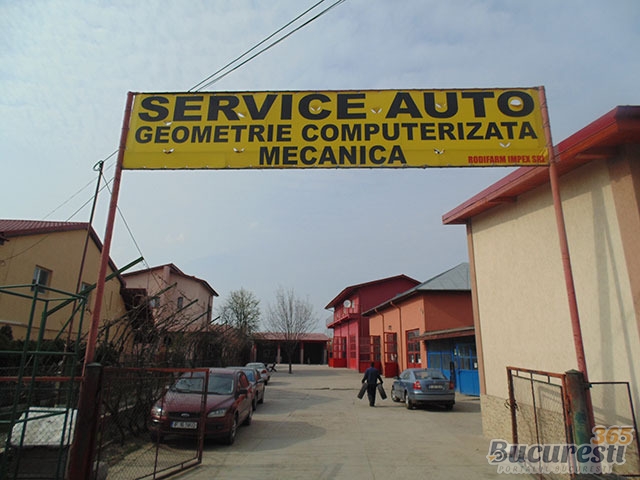 SERVICE AUTO
GEOMETRIE COMPUTERIZATA
MECANICA
RODIFARM IMPEX SRL
365
Bucuresti